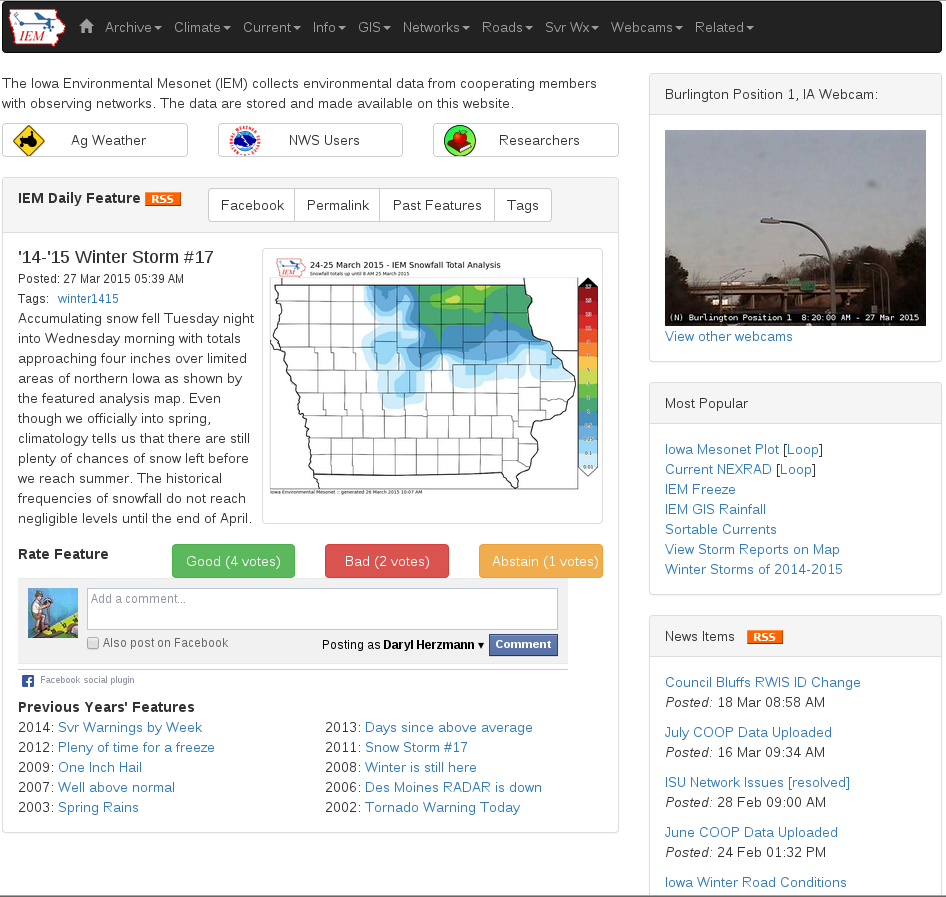 IEM
Archive
Climate
Current
Info
GIS
Networks
Roads
Svr Wx
Webcams
Related
The Iowa Environmental Mesonet (IEM) collects environmental data from cooperating members
with observing networks. The data are stored and made available on this website.
Ag Weather
NWS Users
Researchers
IEM Daily Feature RSS
Facebook
Permalink
Past Features
Tags
'14-'15 Winter Storm #17
Posted: 27 Mar 2015 05:39 AM
Tags: winter1415
Accumulating snow fell Tuesday night
into Wednesday morning with totals
approaching four inches over limited
areas of northern Iowa as shown by
the featured analysis map. Even
though we officially into spring,
climatology tells us that there are still
plenty of chances of snow left before
we reach summer. The historical
frequencies of snowfall do not reach
negligible levels until the end of April.
IEM
24-25 March 2015 - IEM Snowfall Total Analysis
Snowfall totals up until 8 AM 25 March 2015
0.01
Iowa Environmental Mesonet :: generated 26 March 2015 10:07 AM
Rate Feature
Good (4 votes)
Bad (2 votes)
Abstain (1 votes)
Add a comment...
Also post on Facebook
Posting as Daryl Herzmann ▾
Comment
Facebook social plugin
Previous Years' Features
2014: Svr Warnings by Week
2013: Days since above average
2012: Pleny of time for a freeze
2011: Snow Storm #17
2009: One Inch Hail
2008: Winter is still here
2007: Well above normal
2006: Des Moines RADAR is down
2003: Spring Rains
2002: Tornado Warning Today
Burlington Position 1, IA Webcam:
(N) Burlington Position 1 8:20:00 AM - 27 Mar 2015
View other webcams
Most Popular
Iowa Mesonet Plot [Loop]
Current NEXRAD [Loop]
IEM Freeze
IEM GIS Rainfall
Sortable Currents
View Storm Reports on Map
Winter Storms of 2014-2015
News Items RSS
Council Bluffs RWIS ID Change
Posted: 18 Mar 08:58 AM
July COOP Data Uploaded
Posted: 16 Mar 09:34 AM
ISU Network Issues [resolved]
Posted: 28 Feb 09:00 AM
June COOP Data Uploaded
Posted: 24 Feb 01:32 PM
Iowa Winter Road Conditions